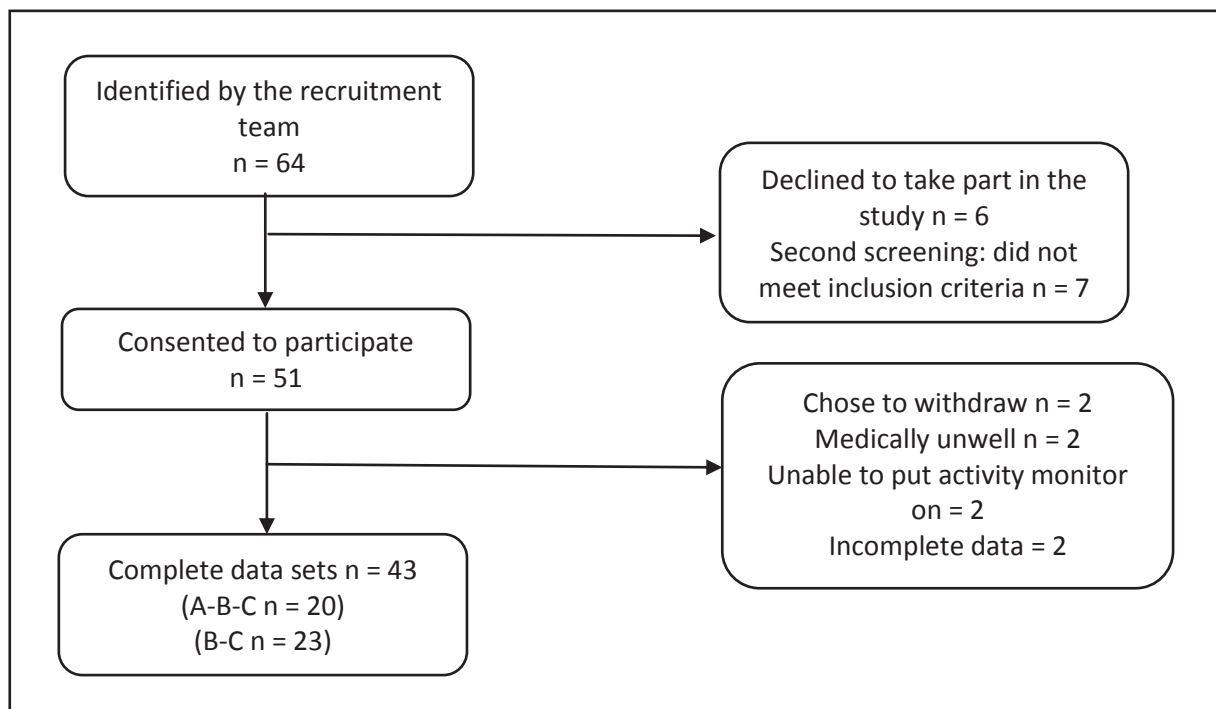 Identified by the recruitment
team
n = 64
Declined to take part in the
study n = 6
Second screening: did not
meet inclusion criteria n = 7
Consented to participate
n = 51
Chose to withdraw n = 2
Medically unwell n = 2
Unable to put activity monitor
on = 2
Incomplete data = 2
Complete data sets n = 43
(A-B-C n = 20)
(B-C n = 23)